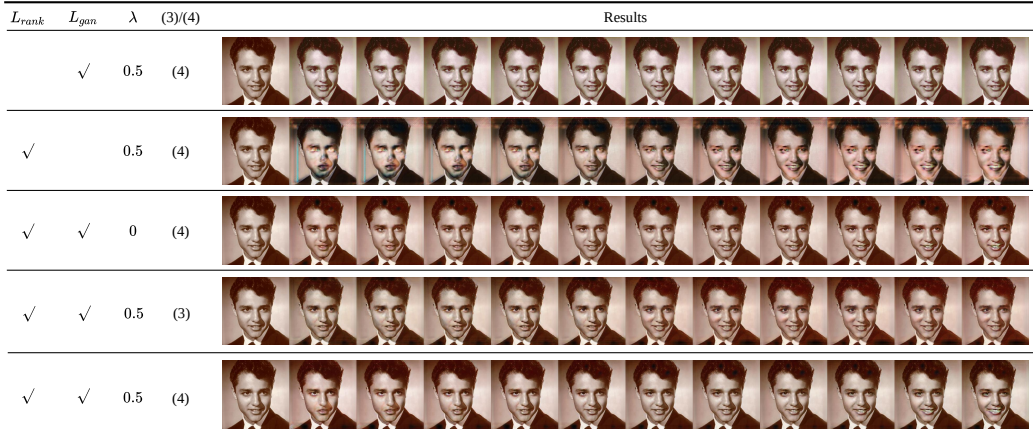 L_rank L_gan λ (3)/(4) Results
√ 0.5 (4)
√ 0.5 (4)
√ √ 0 (4)
√ √ 0.5 (3)
√ √ 0.5 (4)